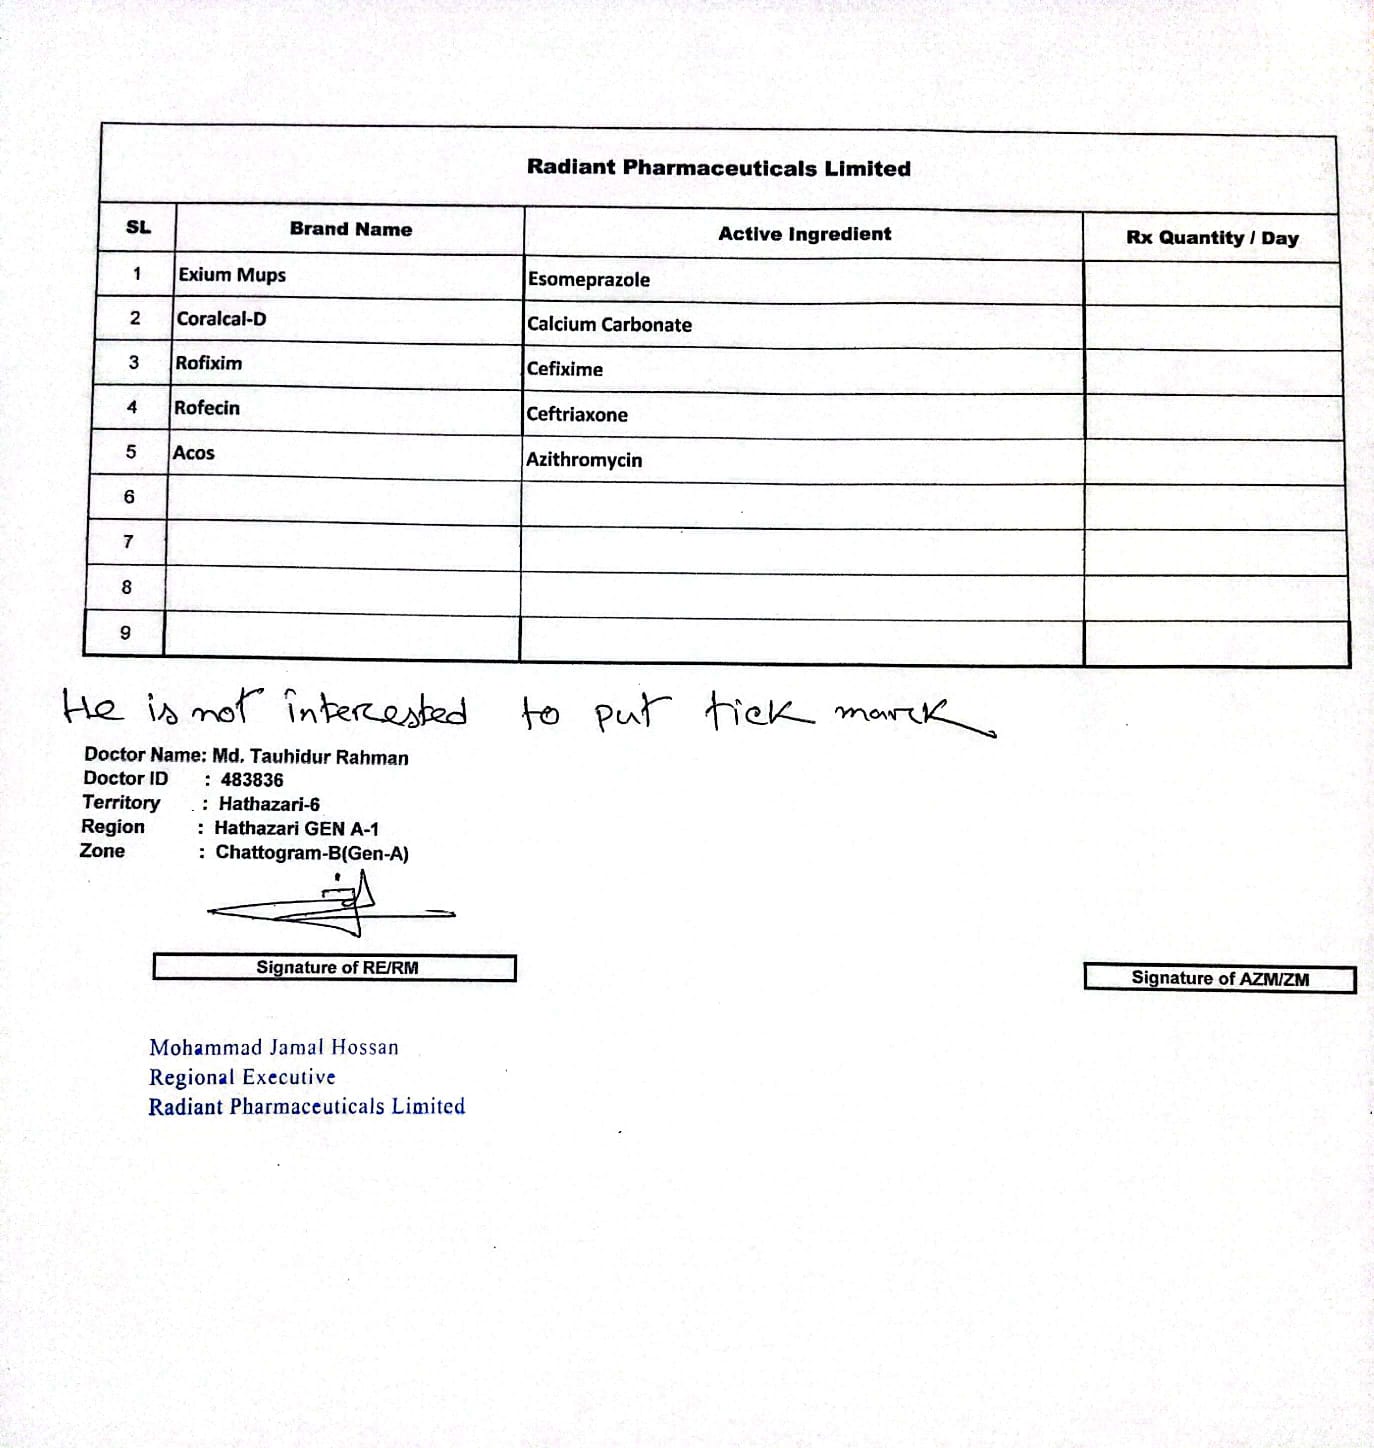 Radiant Pharmaceuticals Limited
SL Brand Name Active Ingredient Rx Quantity / Day
1 Exium Mups Esomeprazole
2 Coralcal-D Calcium Carbonate
3 Rofixim Cefixime
4 Rofecin Ceftriaxone
5 Acos Azithromycin
6
7
8
9
He is not interested to put tick mark
Doctor Name: Md. Tauhidur Rahman
Doctor ID : 483836
Territory : Hathazari-6
Region : Hathazari GEN A-1
Zone : Chattogram-B(Gen-A)
Signature of RE/RM Signature of AZM/ZM
Mohammad Jamal Hossan
Regional Executive
Radiant Pharmaceuticals Limited